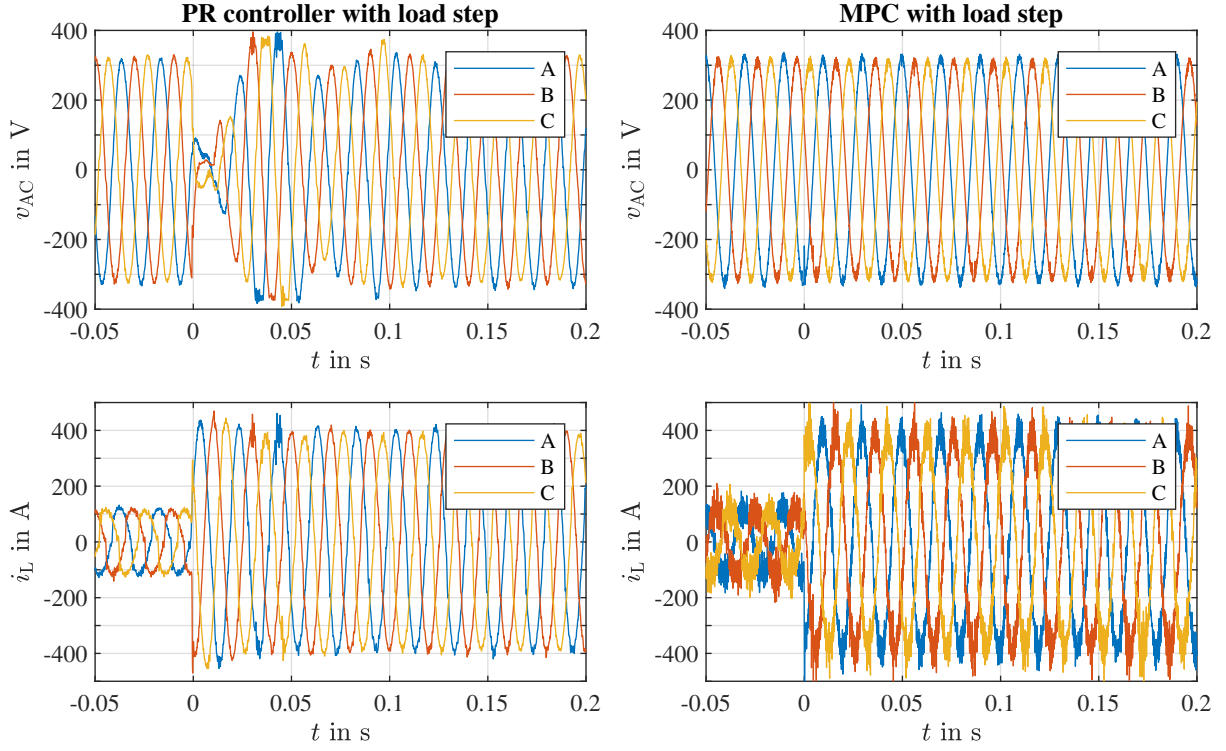 PR controller with load step
400
200
0
-200
-400
v_AC in V
A
B
C
-0.05 0 0.05 0.1 0.15 0.2
t in s
MPC with load step
400
200
0
-200
-400
v_AC in V
A
B
C
-0.05 0 0.05 0.1 0.15 0.2
t in s
400
200
0
-200
-400
i_L in A
A
B
C
-0.05 0 0.05 0.1 0.15 0.2
t in s
400
200
0
-200
-400
i_L in A
A
B
C
-0.05 0 0.05 0.1 0.15 0.2
t in s